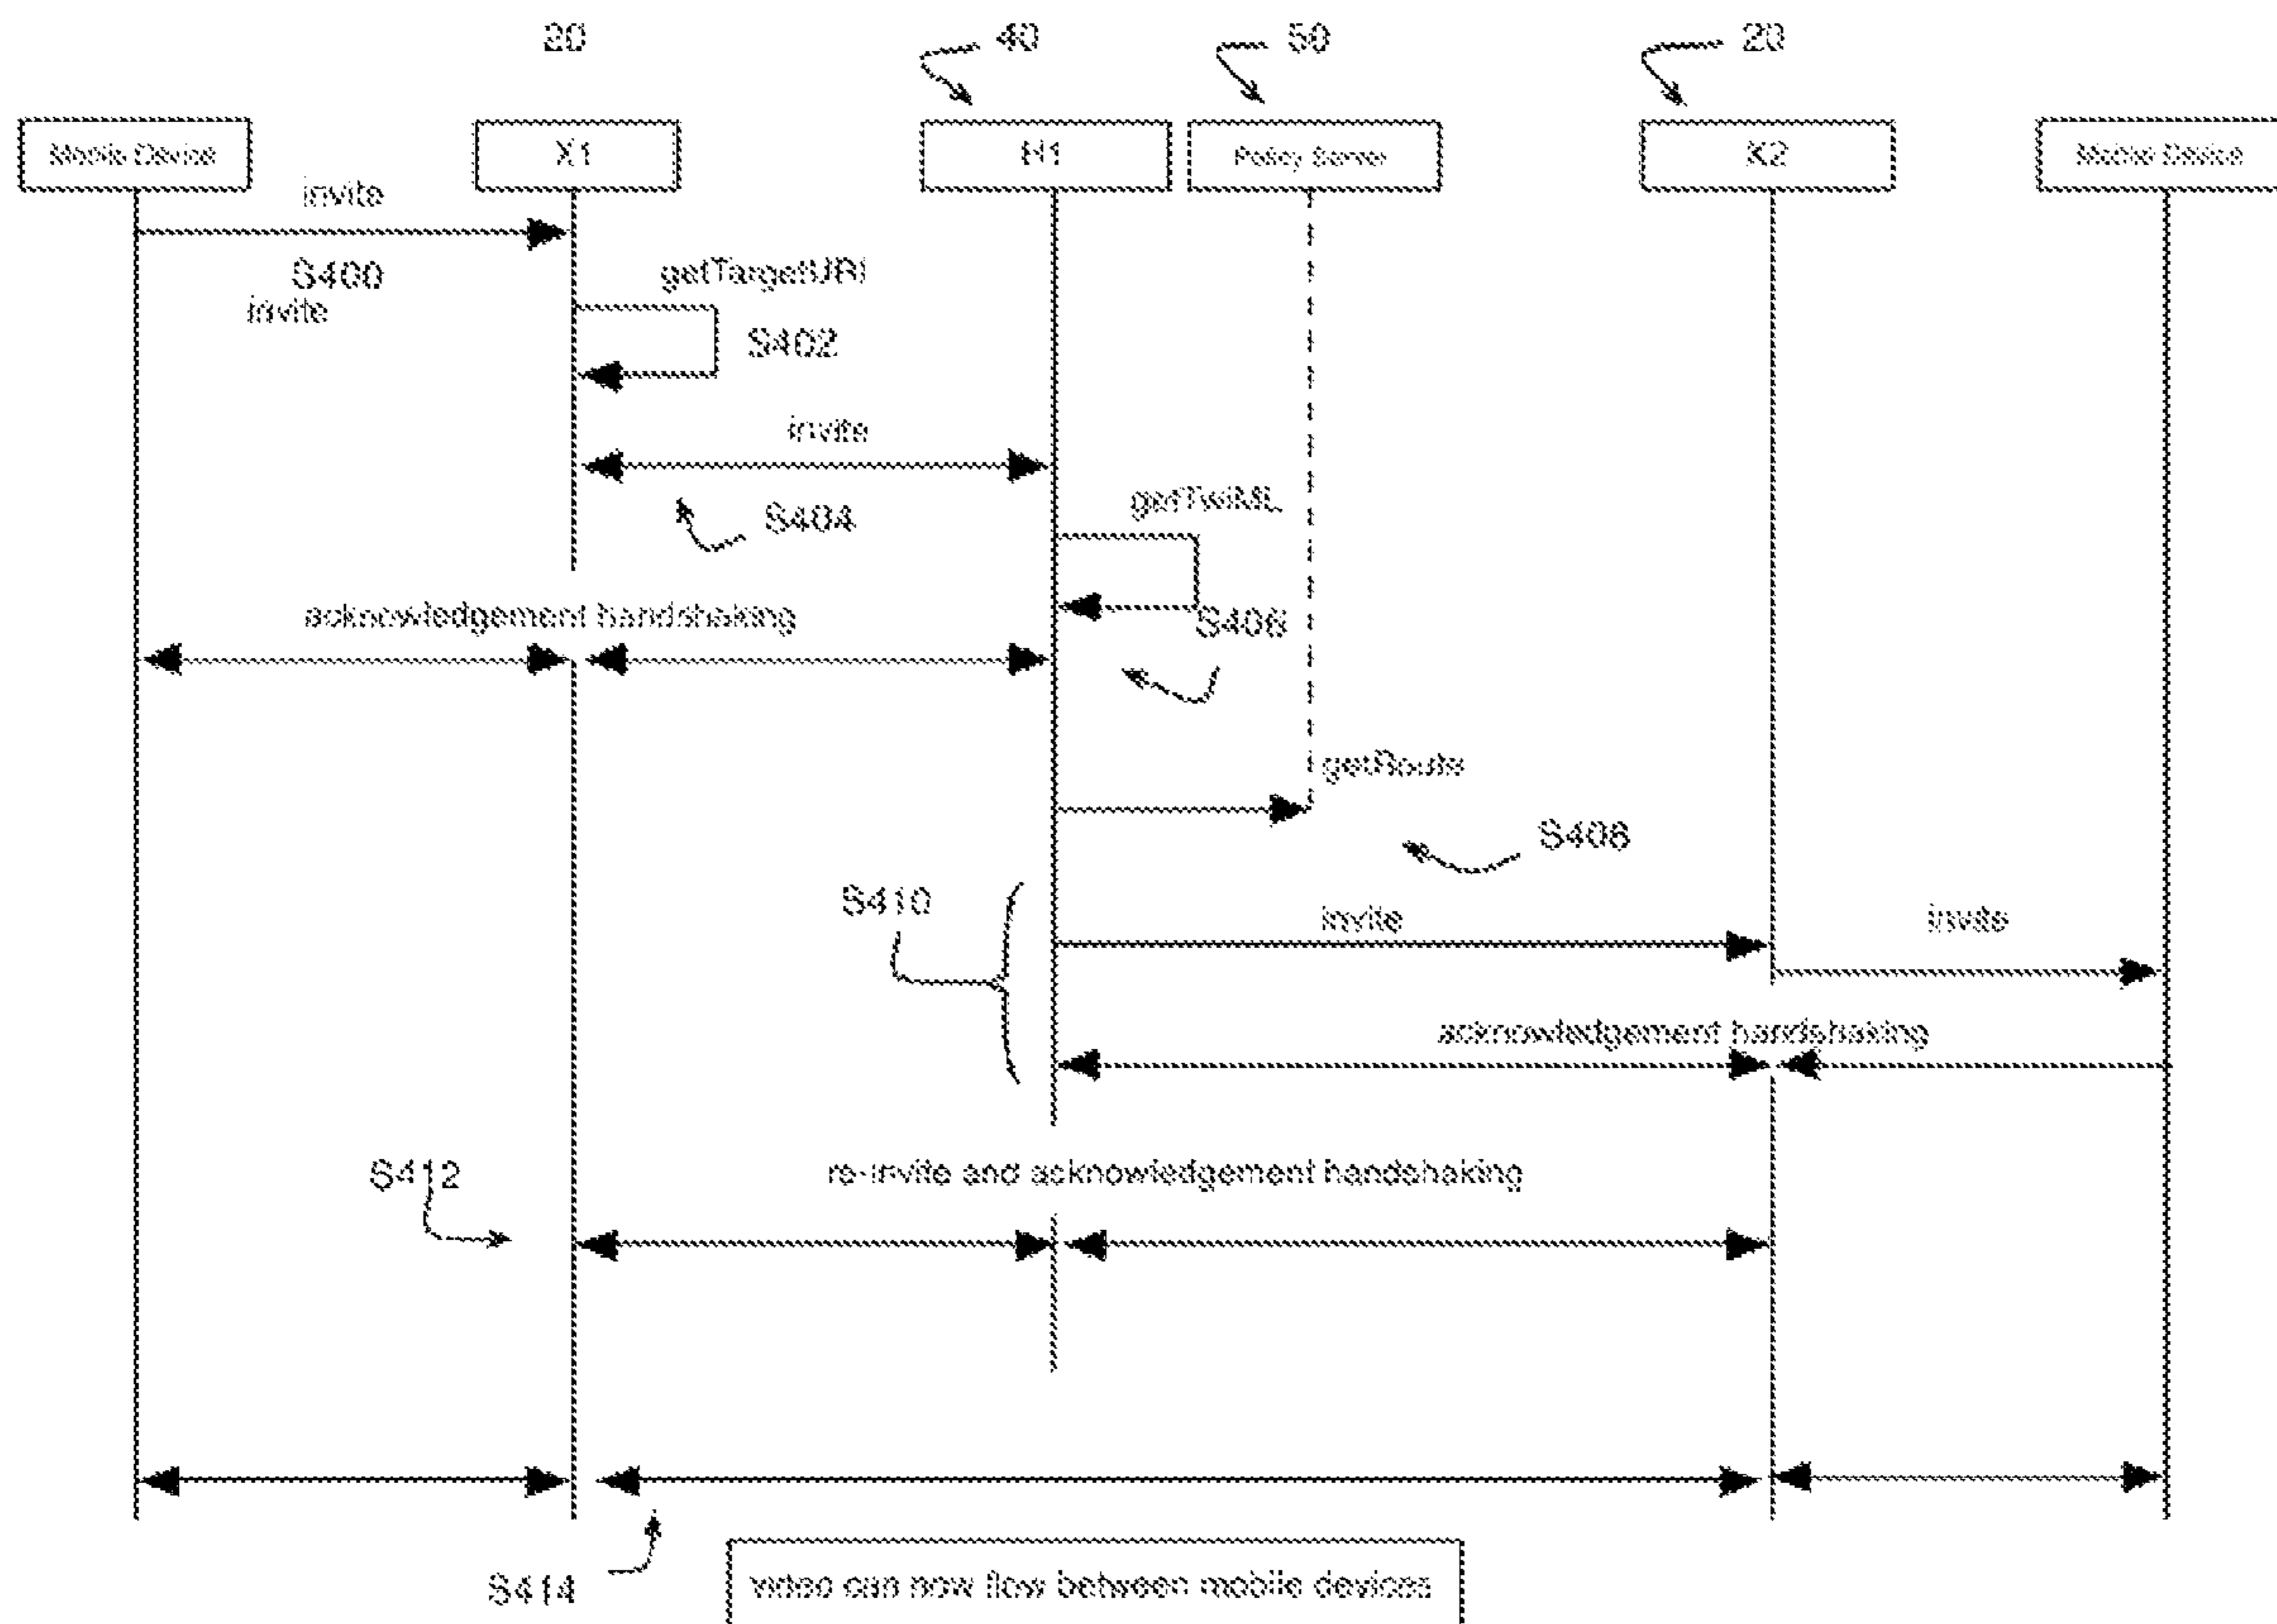 20
40
50
20
Mobile Device
X1
H1
Policy Server
X2
Mobile Device
invite
S400
invite
getTargetURI
S402
invite
S404
getTwiML
S406
acknowledgement handshaking
getRoute
S408
S410
invite
invite
acknowledgement handshaking
S412
re-invite and acknowledgement handshaking
S414
video can now flow between mobile devices